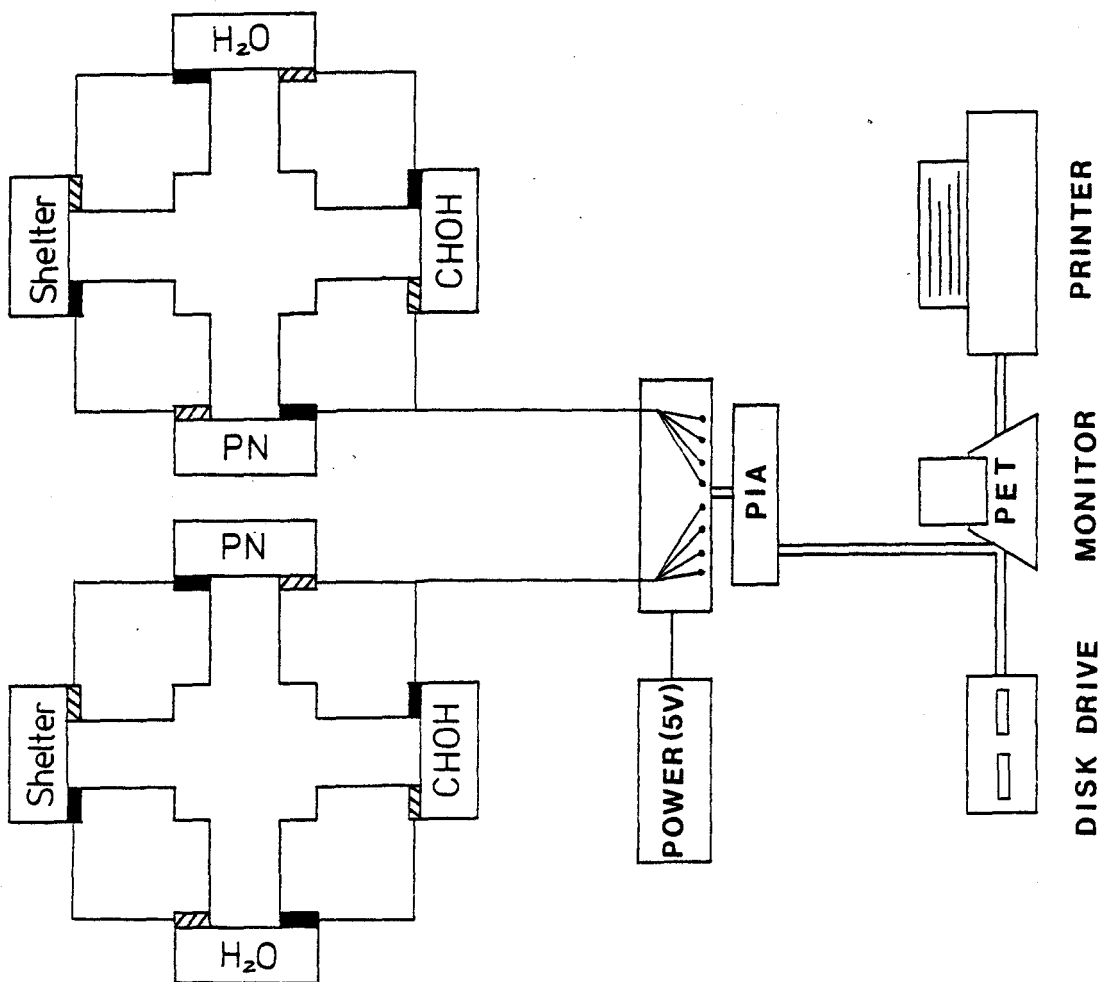 H₂O
Shelter
CHOH
PN
PN
Shelter
CHOH
H₂O
POWER(5V)
PIA
PET
PRINTER
MONITOR
DISK DRIVE